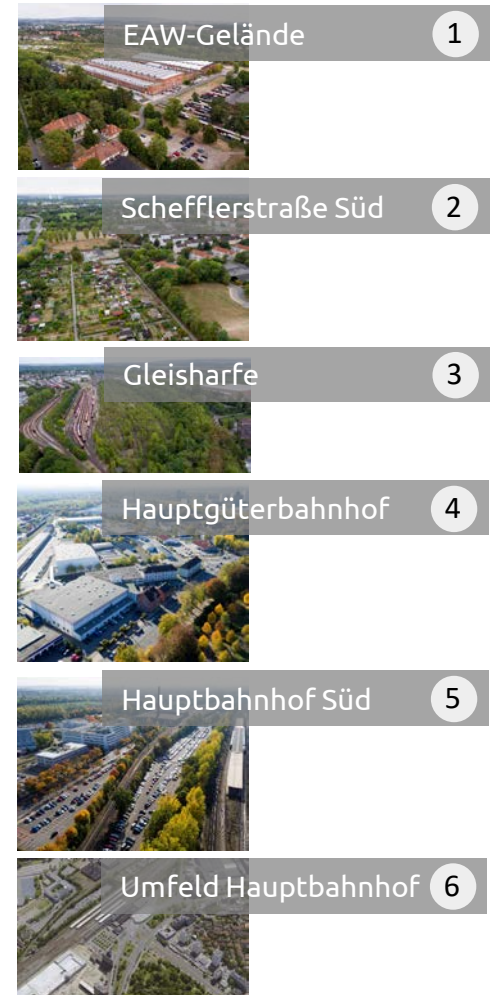 EAW-Gelände 1
Schefflerstraße Süd 2
Gleisharfe 3
Hauptgüterbahnhof 4
Hauptbahnhof Süd 5
Umfeld Hauptbahnhof 6